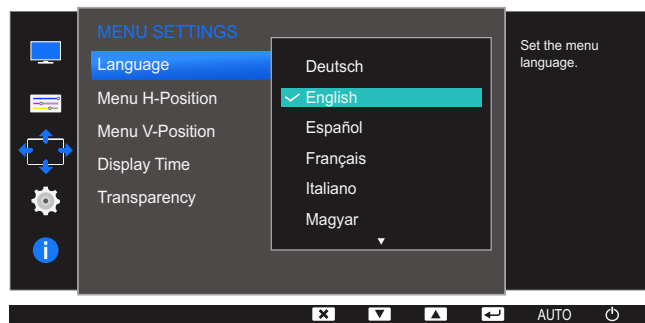 MENU SETTINGS
Language
Menu H-Position
Menu V-Position
Display Time
Transparency
Deutsch
English
Español
Français
Italiano
Magyar
Set the menu
language.
AUTO